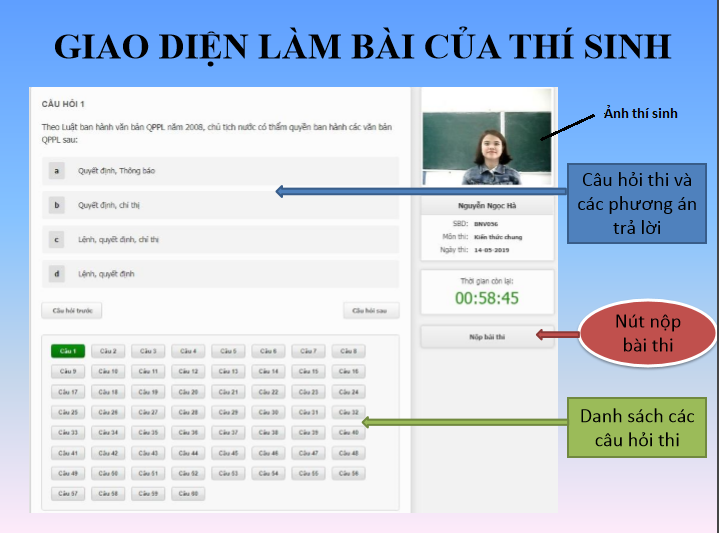 GIAO DIỆN LÀM BÀI CỦA THÍ SINH
CÂU HỎI 1
Theo Luật ban hành văn bản QPPL năm 2008, chủ tịch nước có thẩm quyền ban hành các văn bản
QPPL sau:
a Quyết định, Thông báo
b Quyết định, chỉ thị
c Lệnh, quyết định, chỉ thị
d Lệnh, quyết định
Câu hỏi trước Câu hỏi sau
Câu 1 Câu 2 Câu 3 Câu 4 Câu 5 Câu 6 Câu 7 Câu 8
Câu 9 Câu 10 Câu 11 Câu 12 Câu 13 Câu 14 Câu 15 Câu 16
Câu 17 Câu 18 Câu 19 Câu 20 Câu 21 Câu 22 Câu 23 Câu 24
Câu 25 Câu 26 Câu 27 Câu 28 Câu 29 Câu 30 Câu 31 Câu 32
Câu 33 Câu 34 Câu 35 Câu 36 Câu 37 Câu 38 Câu 39 Câu 40
Câu 41 Câu 42 Câu 43 Câu 44 Câu 45 Câu 46 Câu 47 Câu 48
Câu 49 Câu 50 Câu 51 Câu 52 Câu 53 Câu 54 Câu 55 Câu 56
Câu 57 Câu 58 Câu 59 Câu 60
Nguyễn Ngọc Hà
SBD: BNV056
Môn thi: Kiến thức chung
Ngày thi: 14-05-2019
Thời gian còn lại:
00:58:45
Nộp bài thi
Ảnh thí sinh
Câu hỏi thi và
các phương án
trả lời
Nút nộp
bài thi
Danh sách các
câu hỏi thi